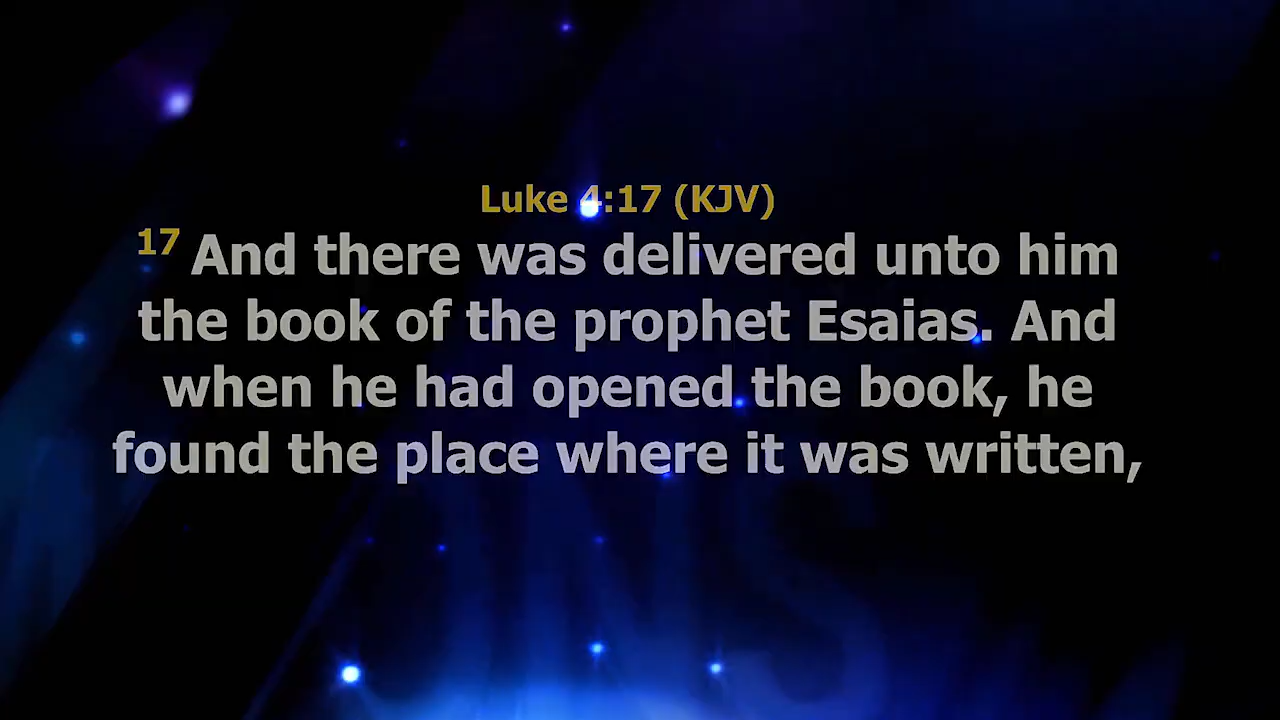 Luke 4:17 (KJV)
17 And there was delivered unto him
the book of the prophet Esaias. And
when he had opened the book, he
found the place where it was written,